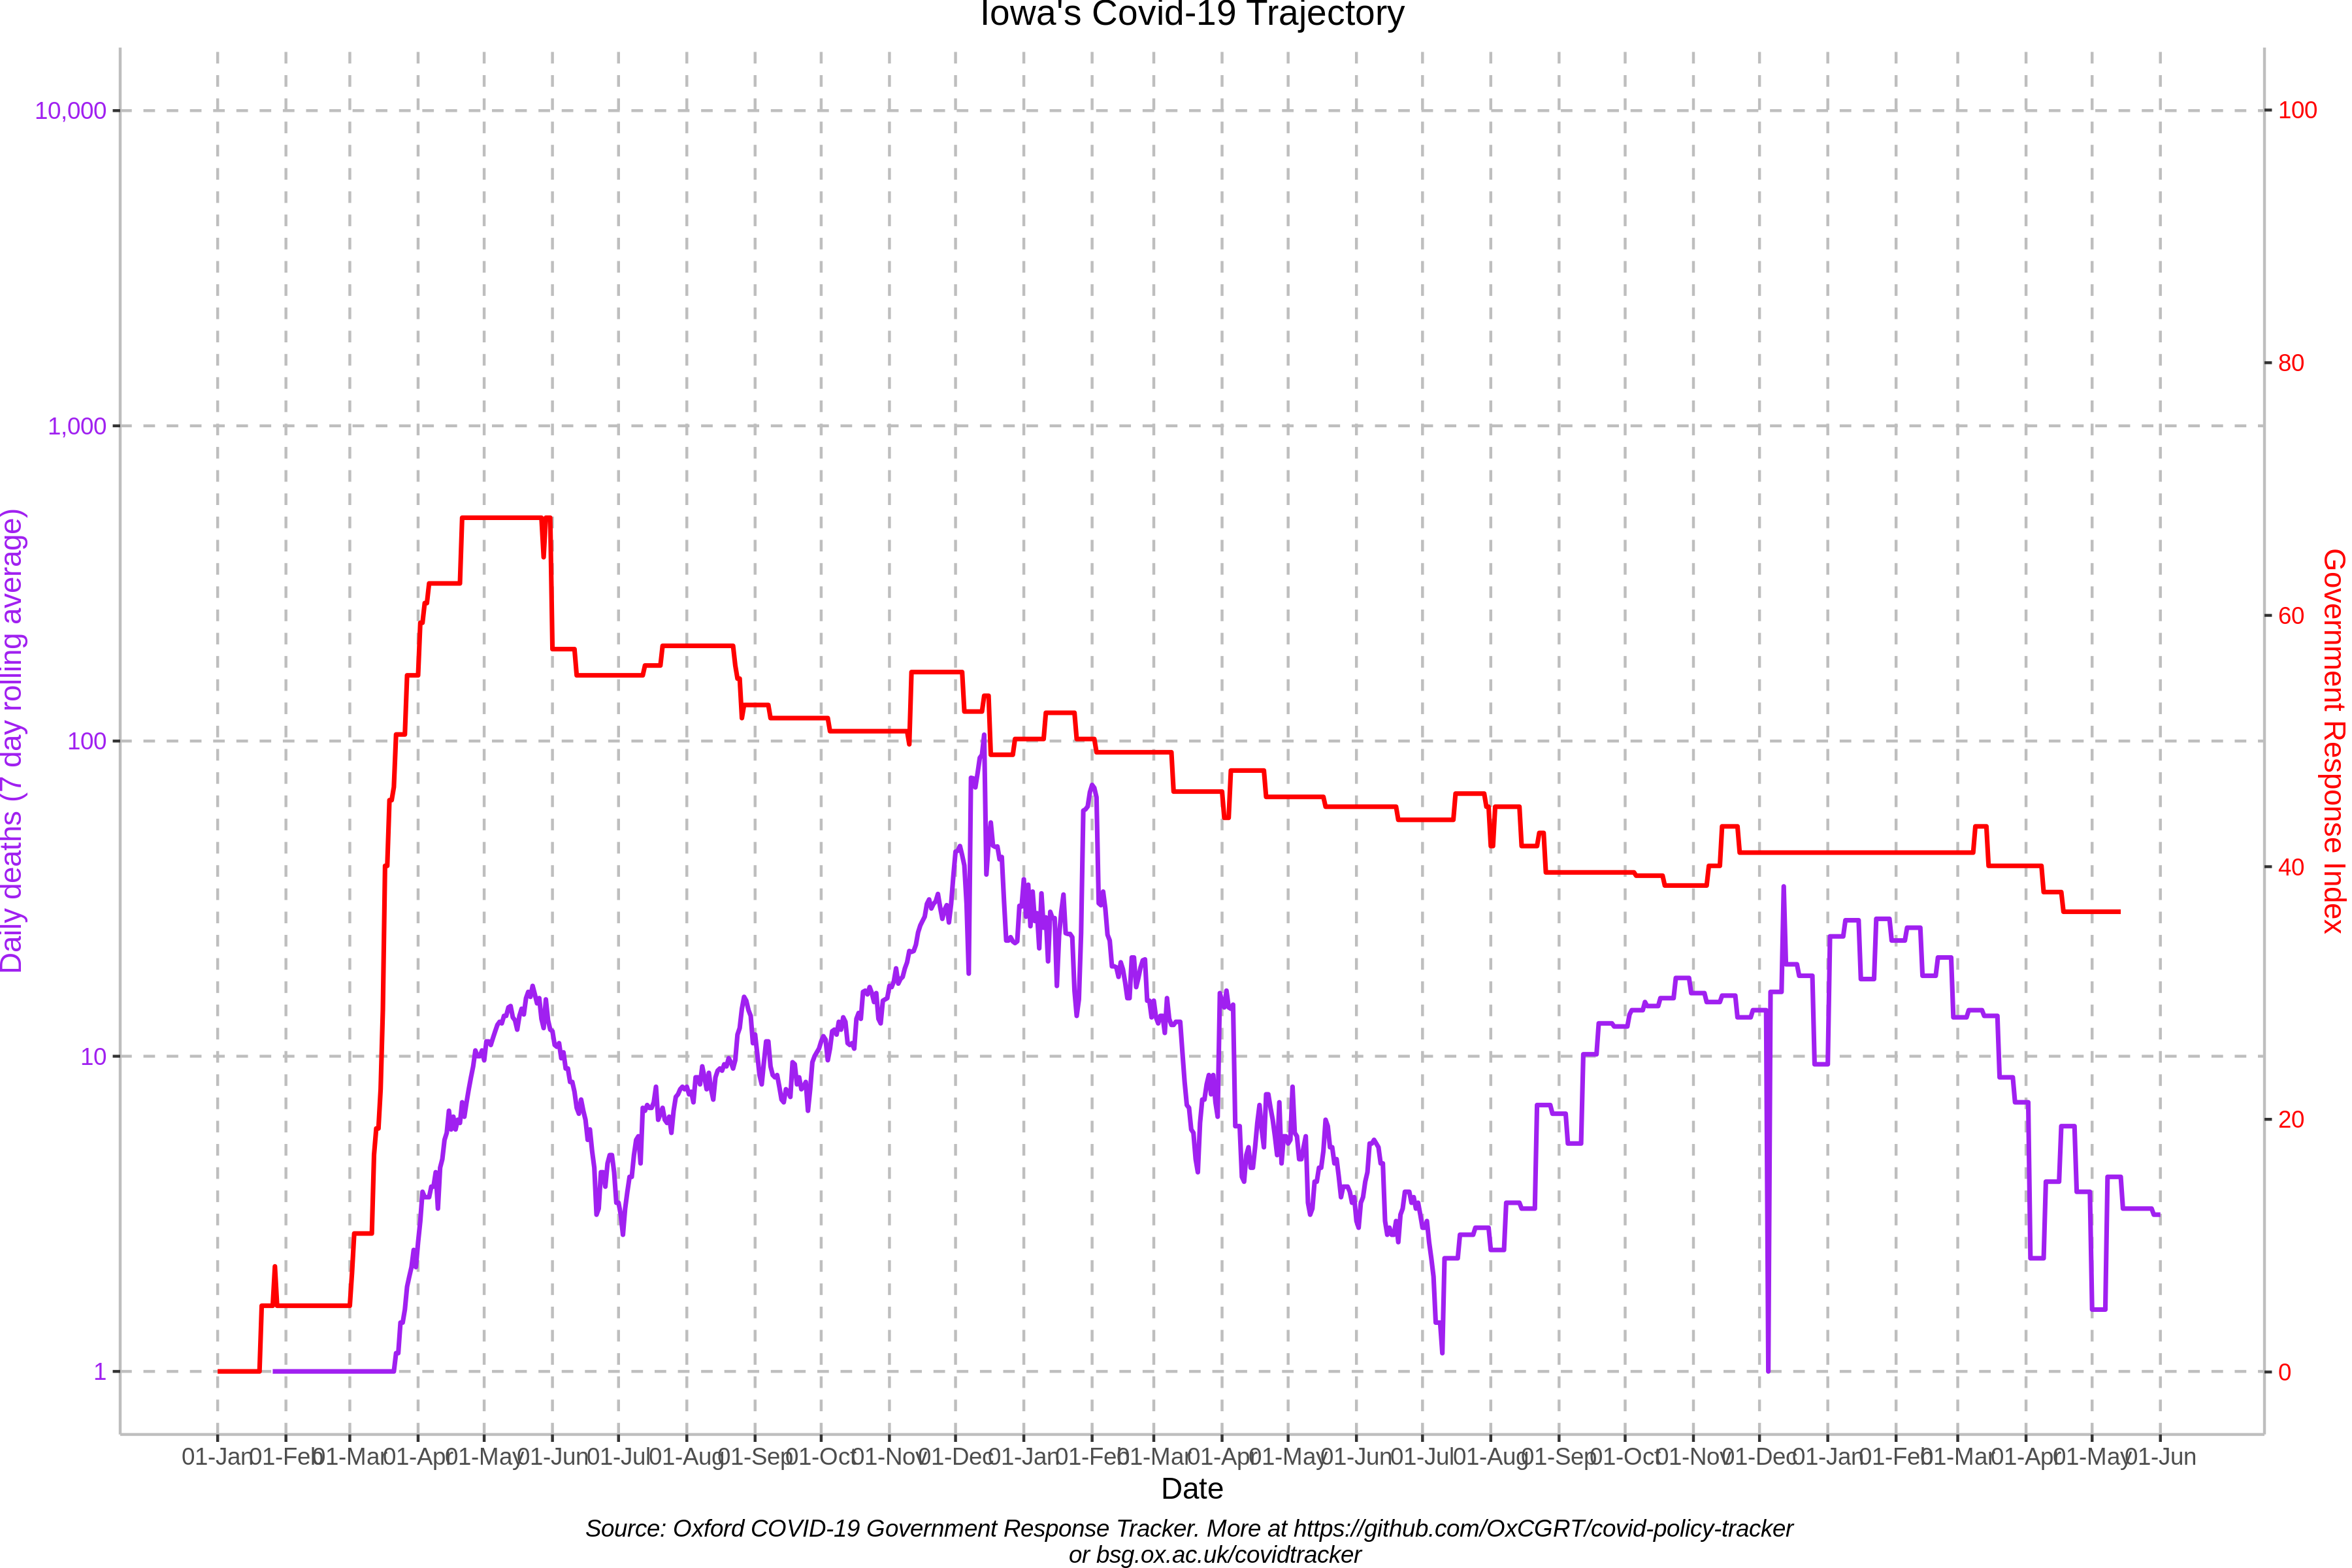 Iowa's Covid-19 Trajectory
10,000
1,000
100
10
1
Daily deaths (7 day rolling average)
100
80
60
40
20
0
Government Response Index
01-Jan
01-Feb
01-Mar
01-Apr
01-May
01-Jun
01-Jul
01-Aug
01-Sep
01-Oct
01-Nov
01-Dec
01-Jan
01-Feb
01-Mar
01-Apr
01-May
01-Jun
01-Jul
01-Aug
01-Sep
01-Oct
01-Nov
01-Dec
01-Jan
01-Feb
01-Mar
01-Apr
01-May
01-Jun
Date
Source: Oxford COVID-19 Government Response Tracker. More at https://github.com/OxCGRT/covid-policy-tracker
or bsg.ox.ac.uk/covidtracker